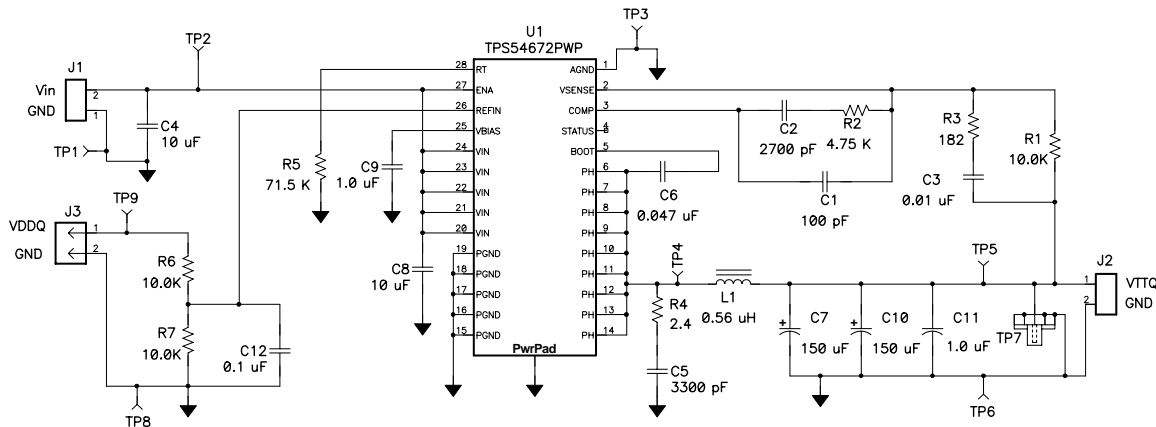 U1
TPS54672PWP
TP3
TP2
J1
Vin
2
GND
1
TP1
C4
10 uF
28
RT
27
ENA
26
REFIN
25
VBIAS
24
VIN
23
VIN
22
VIN
21
VIN
20
VIN
19
PGND
18
PGND
17
PGND
16
PGND
15
PGND
PwrPad
AGND
1
VSENSE
2
COMP
3
STATUS
4
BOOT
5
PH
6
PH
7
PH
8
PH
9
PH
10
PH
11
PH
12
PH
13
PH
14
R5
71.5 K
C9
1.0 uF
C8
10 uF
J3
VDDQ
1
GND
2
TP9
R6
10.0K
R7
10.0K
C12
0.1 uF
TP8
C2
2700 pF
R2
4.75 K
C1
100 pF
R3
182
R1
10.0K
C3
0.01 uF
C6
0.047 uF
TP4
L1
0.56 uH
R4
2.4
C5
3300 pF
+
C7
150 uF
+
C10
150 uF
C11
1.0 uF
TP5
TP7
TP6
J2
1
VTTQ
2
GND